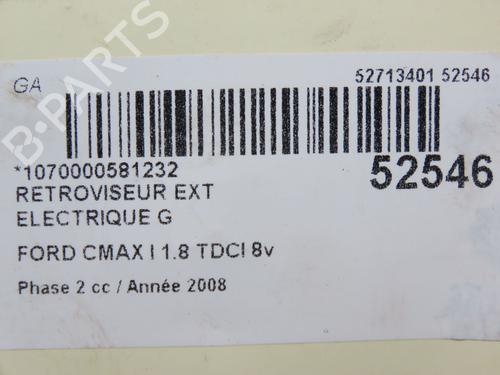 GA
52713401 52546
*1070000581232
52546
RETROVISEUR EXT
ELECTRIQUE G
FORD CMAX I 1.8 TDCI 8v
Phase 2 cc / Année 2008
B-PARTS